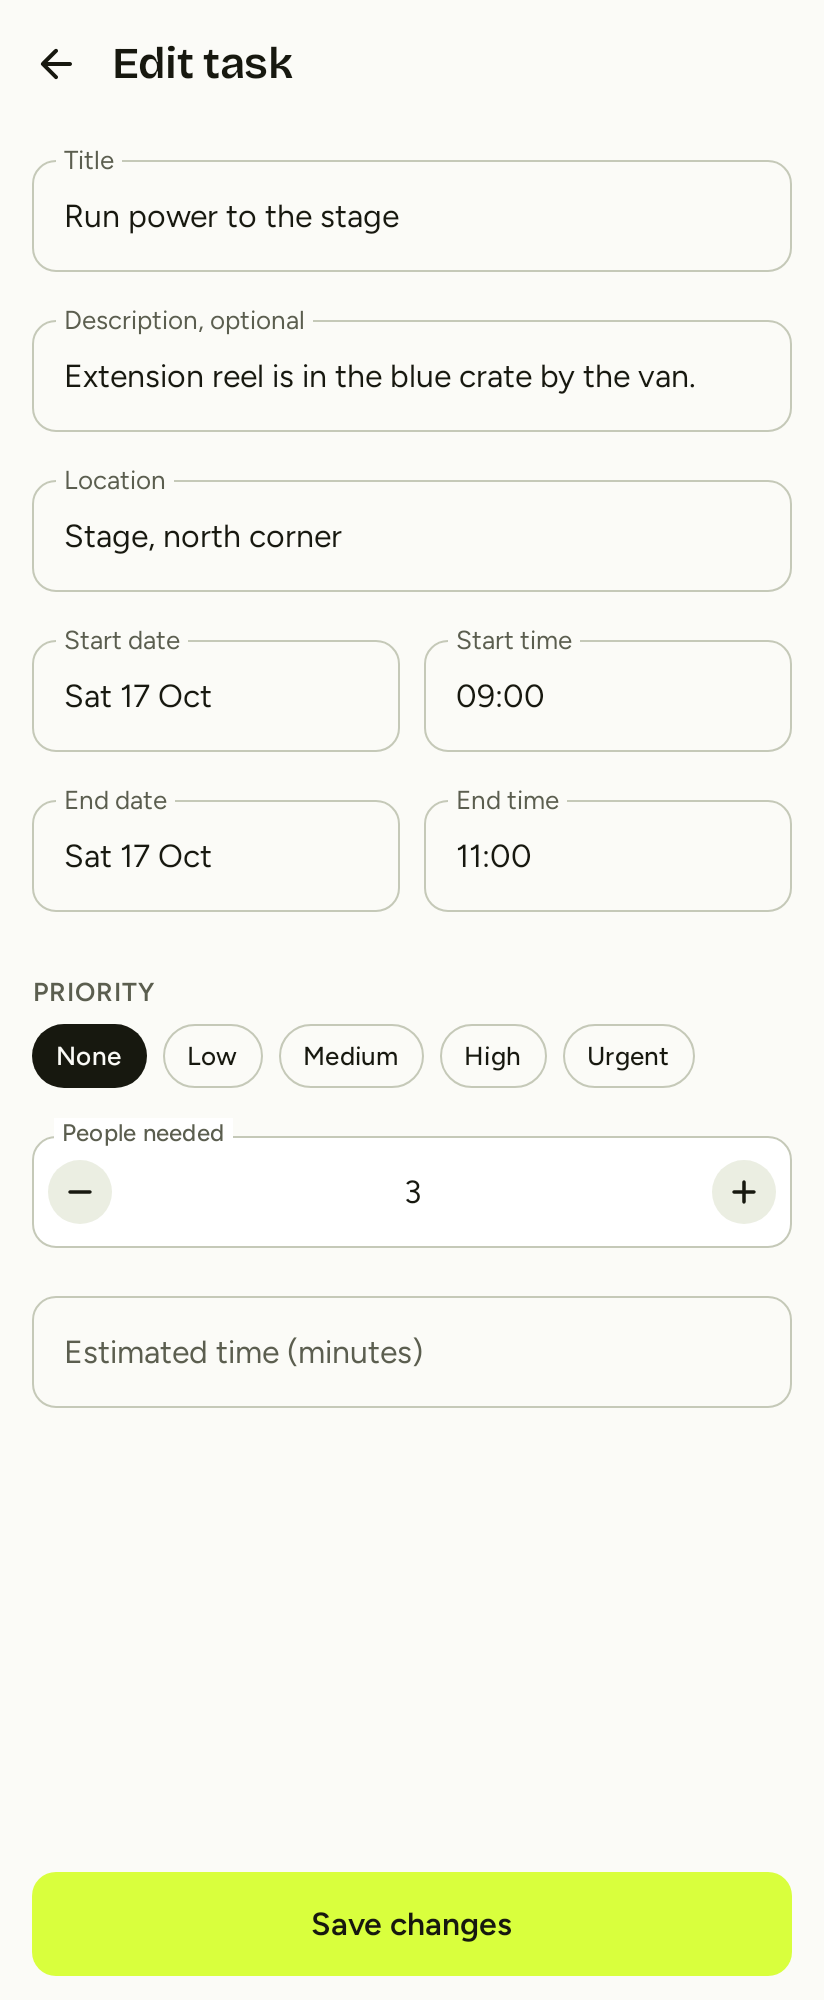 Edit task
Title
Run power to the stage
Description, optional
Extension reel is in the blue crate by the van.
Location
Stage, north corner
Start date
Sat 17 Oct
Start time
09:00
End date
Sat 17 Oct
End time
11:00
PRIORITY
None
Low
Medium
High
Urgent
People needed
3
Estimated time (minutes)
Save changes